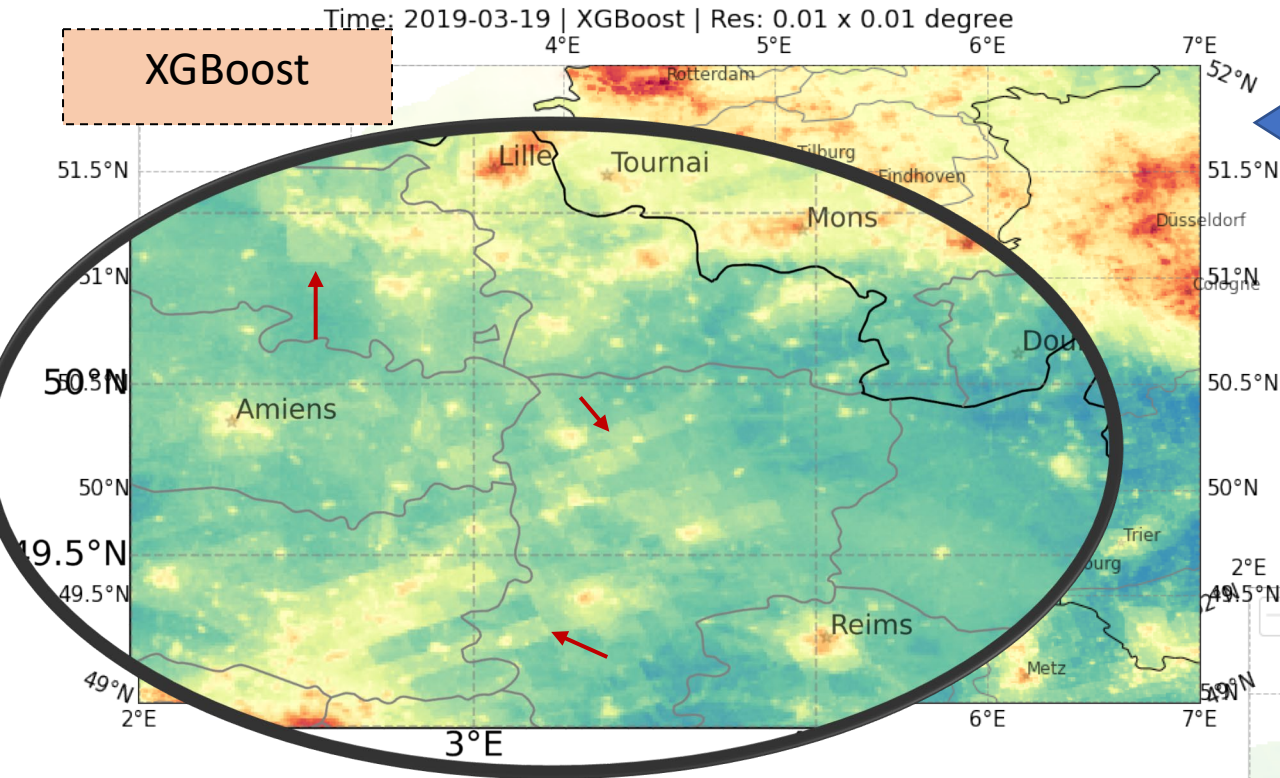 Time: 2019-03-19 | XGBoost | Res: 0.01 x 0.01 degree
XGBoost
4°E 5°E 6°E 7°E
52°N
Rotterdam
Tilburg
Lille
Tournai
51.5°N
Eindhoven
51.5°N
Mons
Düsseldorf
51°N
51°N
Cologne
50°N
50.5°N
Amiens
50°N
50°N
Trier
49.5°N
2°E
49.5°N
49.5°N
Reims
Metz
49°N
2°E
3°E
6°E
7°E